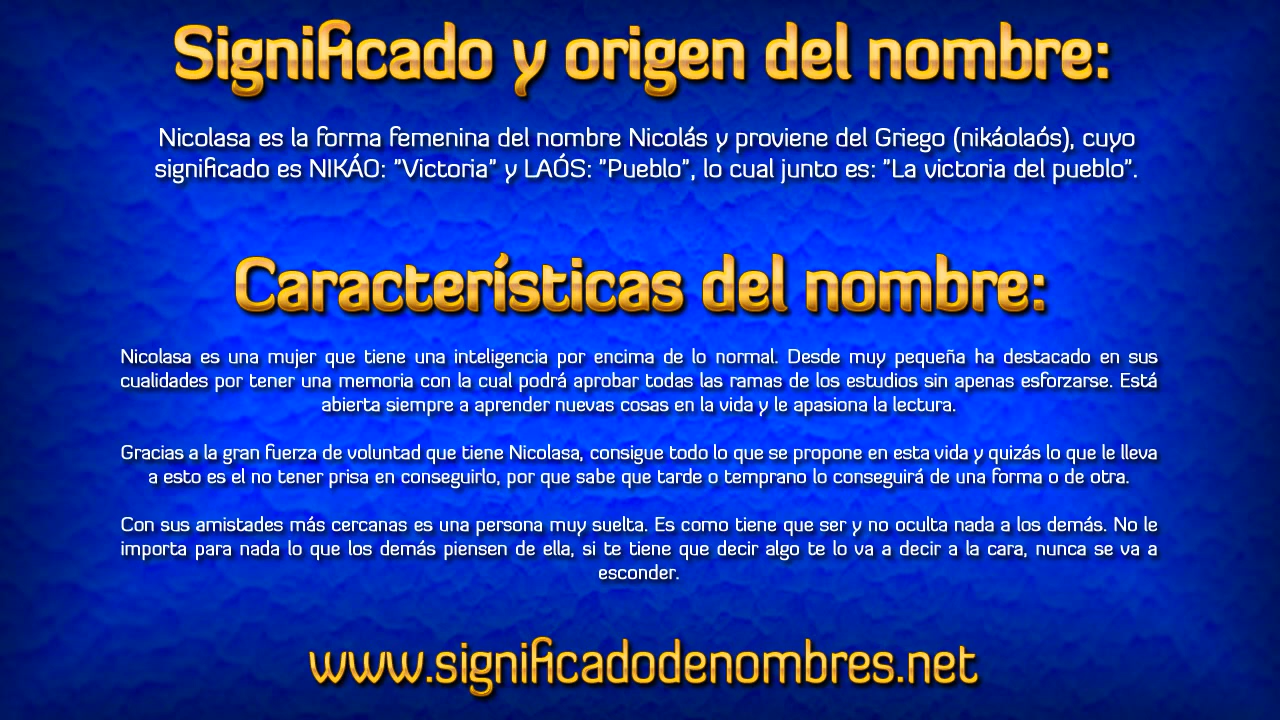 Significado y origen del nombre:
Nicolasa es la forma femenina del nombre Nicolás y proviene del Griego (nikáolaós), cuyo
significado es NIKÁO: "Victoria" y LAÓS: "Pueblo", lo cual junto es: "La victoria del pueblo".
Características del nombre:
Nicolasa es una mujer que tiene una inteligencia por encima de lo normal. Desde muy pequeña ha destacado en sus
cualidades por tener una memoria con la cual podrá aprobar todas las ramas de los estudios sin apenas esforzarse. Está
abierta siempre a aprender nuevas cosas en la vida y le apasiona la lectura.
Gracias a la gran fuerza de voluntad que tiene Nicolasa, consigue todo lo que se propone en esta vida y quizás lo que le lleva
a esto es el no tener prisa en conseguirlo, por que sabe que tarde o temprano lo conseguirá de una forma o de otra.
Con sus amistades más cercanas es una persona muy suelta. Es como tiene que ser y no oculta nada a los demás. No le
importa para nada lo que los demás piensen de ella, si te tiene que decir algo te lo va a decir a la cara, nunca se va a
esconder.
www.significadodenombres.net